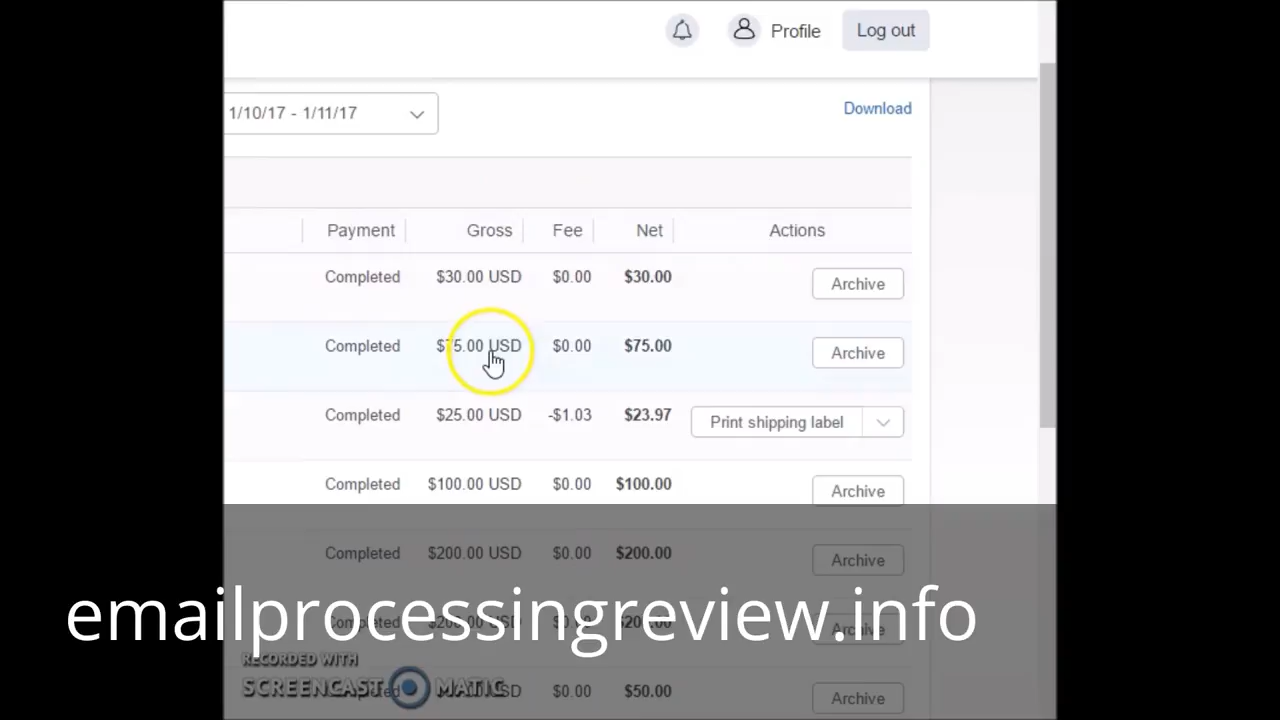 Profile Log out
1/10/17 - 1/11/17 Download
Payment Gross Fee Net Actions
Completed $30.00 USD $0.00 $30.00 Archive
Completed $75.00 USD $0.00 $75.00 Archive
Completed $25.00 USD -$1.03 $23.97 Print shipping label
Completed $100.00 USD $0.00 $100.00 Archive
Completed $200.00 USD $0.00 $200.00 Archive
emailprocessingreview.info
RECORDED WITH
SCREENCAST MATIC
$0.00 $50.00 Archive